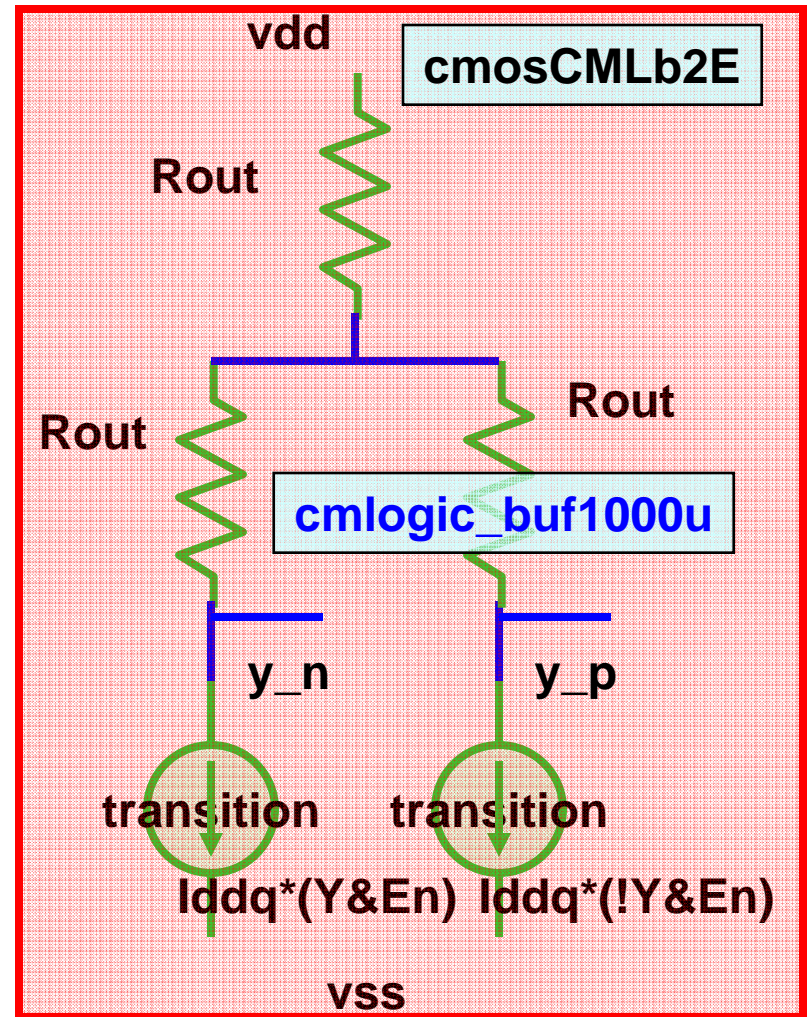 vdd
cmosCMLb2E
Rout
Rout
Rout
cmlogic_buf1000u
y_n
y_p
transition
transition
Iddq*(Y&En)
Iddq*(!Y&En)
vss